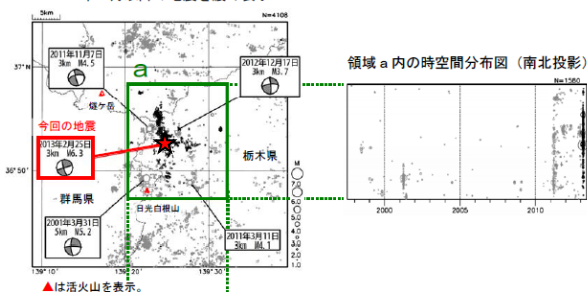 5km
N=4106
2011年11月7日
3km M4.5
2012年12月17日
3km M3.7
37°N
a
燧ケ岳
今回の地震
2013年2月25日
3km M6.3
栃木県
36°50'
群馬県
日光白根山
2001年3月31日
5km M5.2
2011年3月11日
3km M4.1
M
7.0
6.0
5.0
4.0
3.0
2.0
1.0
139°10'
139°20'
139°30'
▲は活火山を表示。
領域a内の時空間分布図（南北投影）
N=1560
2000
2005
2010